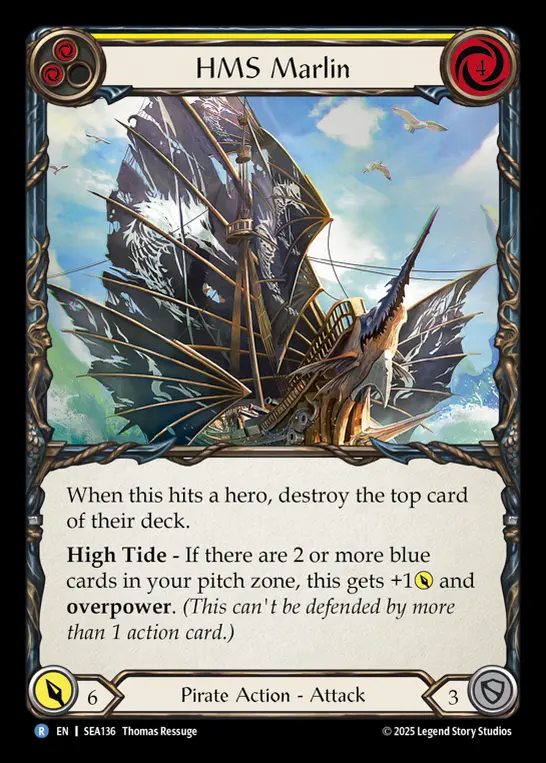 HMS Marlin
4
When this hits a hero, destroy the top card
of their deck.
High Tide - If there are 2 or more blue
cards in your pitch zone, this gets +1 and
overpower. (This can't be defended by more
than 1 action card.)
6
Pirate Action - Attack
3
R EN | SEA136 Thomas Ressuge
© 2025 Legend Story Studios